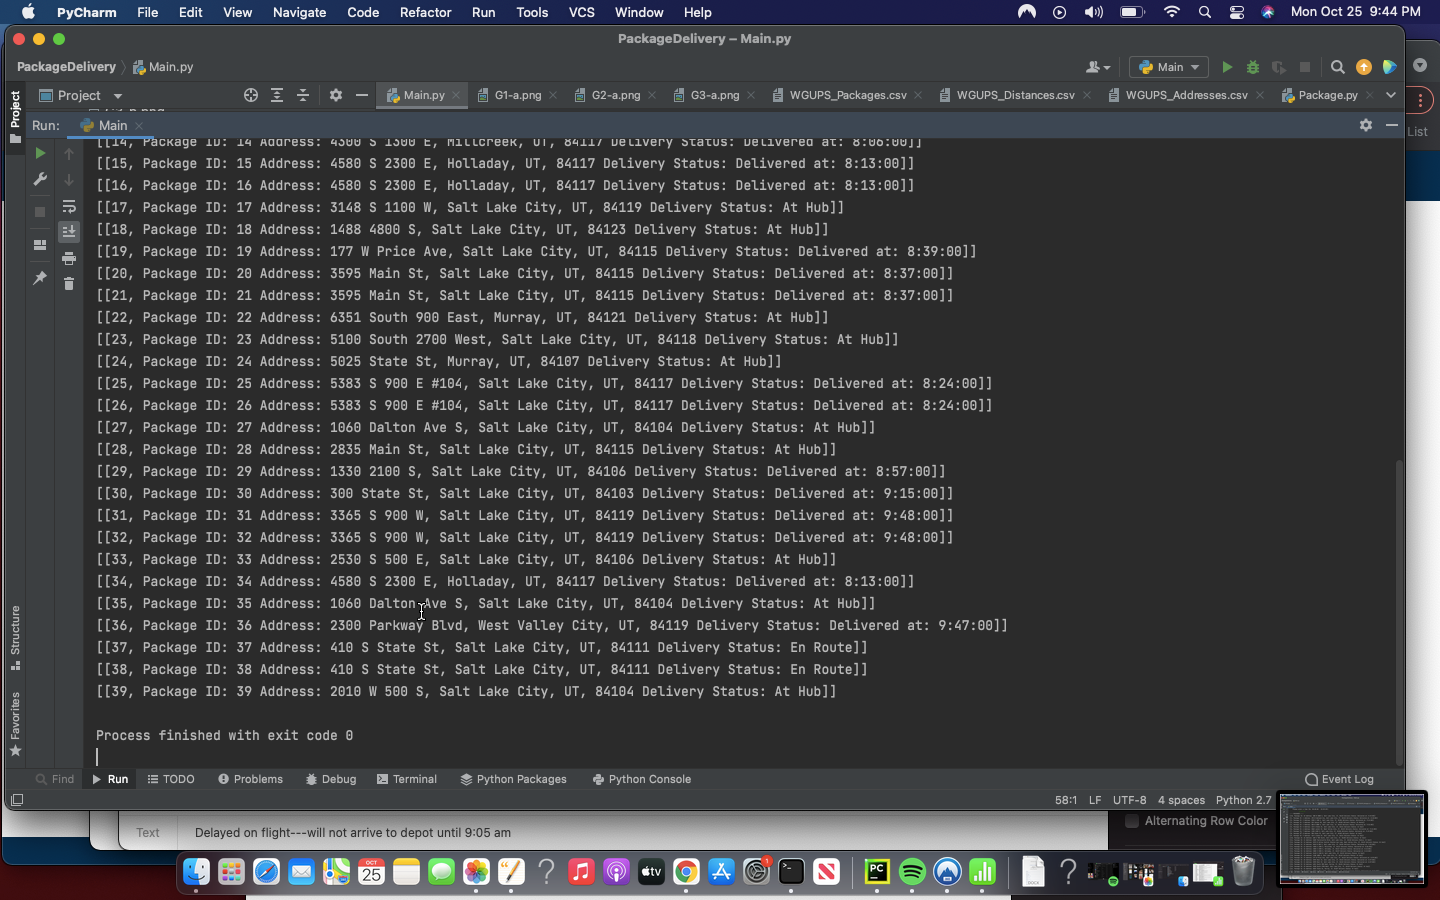 PyCharm File Edit View Navigate Code Refactor Run Tools VCS Window Help Mon Oct 25 9:44 PM
PackageDelivery – Main.py
PackageDelivery Main.py Main
Project Main.py G1-a.png G2-a.png G3-a.png WGUPS_Packages.csv WGUPS_Distances.csv WGUPS_Addresses.csv Package.py
Project
Run: Main
List
[[14, Package ID: 14 Address: 4300 S 1300 E, Millcreek, UT, 84117 Delivery Status: Delivered at: 8:06:00]]
[[15, Package ID: 15 Address: 4580 S 2300 E, Holladay, UT, 84117 Delivery Status: Delivered at: 8:13:00]]
[[16, Package ID: 16 Address: 4580 S 2300 E, Holladay, UT, 84117 Delivery Status: Delivered at: 8:13:00]]
[[17, Package ID: 17 Address: 3148 S 1100 W, Salt Lake City, UT, 84119 Delivery Status: At Hub]]
[[18, Package ID: 18 Address: 1488 4800 S, Salt Lake City, UT, 84123 Delivery Status: At Hub]]
[[19, Package ID: 19 Address: 177 W Price Ave, Salt Lake City, UT, 84115 Delivery Status: Delivered at: 8:39:00]]
[[20, Package ID: 20 Address: 3595 Main St, Salt Lake City, UT, 84115 Delivery Status: Delivered at: 8:37:00]]
[[21, Package ID: 21 Address: 3595 Main St, Salt Lake City, UT, 84115 Delivery Status: Delivered at: 8:37:00]]
[[22, Package ID: 22 Address: 6351 South 900 East, Murray, UT, 84121 Delivery Status: At Hub]]
[[23, Package ID: 23 Address: 5100 South 2700 West, Salt Lake City, UT, 84118 Delivery Status: At Hub]]
[[24, Package ID: 24 Address: 5025 State St, Murray, UT, 84107 Delivery Status: At Hub]]
[[25, Package ID: 25 Address: 5383 S 900 E #104, Salt Lake City, UT, 84117 Delivery Status: Delivered at: 8:24:00]]
[[26, Package ID: 26 Address: 5383 S 900 E #104, Salt Lake City, UT, 84117 Delivery Status: Delivered at: 8:24:00]]
[[27, Package ID: 27 Address: 1060 Dalton Ave S, Salt Lake City, UT, 84104 Delivery Status: At Hub]]
[[28, Package ID: 28 Address: 2835 Main St, Salt Lake City, UT, 84115 Delivery Status: At Hub]]
[[29, Package ID: 29 Address: 1330 2100 S, Salt Lake City, UT, 84106 Delivery Status: Delivered at: 8:57:00]]
[[30, Package ID: 30 Address: 300 State St, Salt Lake City, UT, 84103 Delivery Status: Delivered at: 9:15:00]]
[[31, Package ID: 31 Address: 3365 S 900 W, Salt Lake City, UT, 84119 Delivery Status: Delivered at: 9:48:00]]
[[32, Package ID: 32 Address: 3365 S 900 W, Salt Lake City, UT, 84119 Delivery Status: Delivered at: 9:48:00]]
[[33, Package ID: 33 Address: 2530 S 500 E, Salt Lake City, UT, 84106 Delivery Status: At Hub]]
[[34, Package ID: 34 Address: 4580 S 2300 E, Holladay, UT, 84117 Delivery Status: Delivered at: 8:13:00]]
[[35, Package ID: 35 Address: 1060 Dalton Ave S, Salt Lake City, UT, 84104 Delivery Status: At Hub]]
[[36, Package ID: 36 Address: 2300 Parkway Blvd, West Valley City, UT, 84119 Delivery Status: Delivered at: 9:47:00]]
[[37, Package ID: 37 Address: 410 S State St, Salt Lake City, UT, 84111 Delivery Status: En Route]]
[[38, Package ID: 38 Address: 410 S State St, Salt Lake City, UT, 84111 Delivery Status: En Route]]
[[39, Package ID: 39 Address: 2010 W 500 S, Salt Lake City, UT, 84104 Delivery Status: At Hub]]
Process finished with exit code 0
Structure
Favorites
Find Run TODO Problems Debug Terminal Python Packages Python Console Event Log
58:1 LF UTF-8 4 spaces Python 2.7
Text Delayed on flight---will not arrive to depot until 9:05 am Alternating Row Color
OCT
25
tv
1
PC